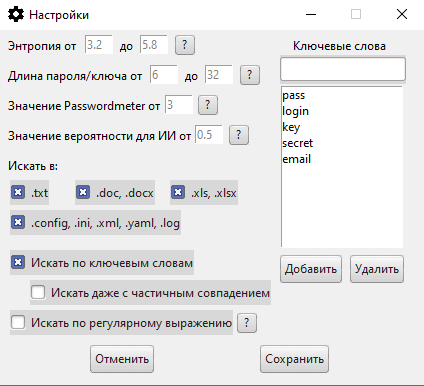 Настройки
Энтропия от 3.2 до 5.8 ?
Длина пароля/ключа от 6 до 32 ?
Значение Passwordmeter от 3 ?
Значение вероятности для ИИ от 0.5 ?
Искать в:
.txt .doc, .docx .xls, .xlsx
.config, .ini, .xml, .yaml, .log
Искать по ключевым словам
Искать даже с частичным совпадением
Искать по регулярному выражению ?
Ключевые слова
pass
login
key
secret
email
Добавить Удалить
Отменить Сохранить